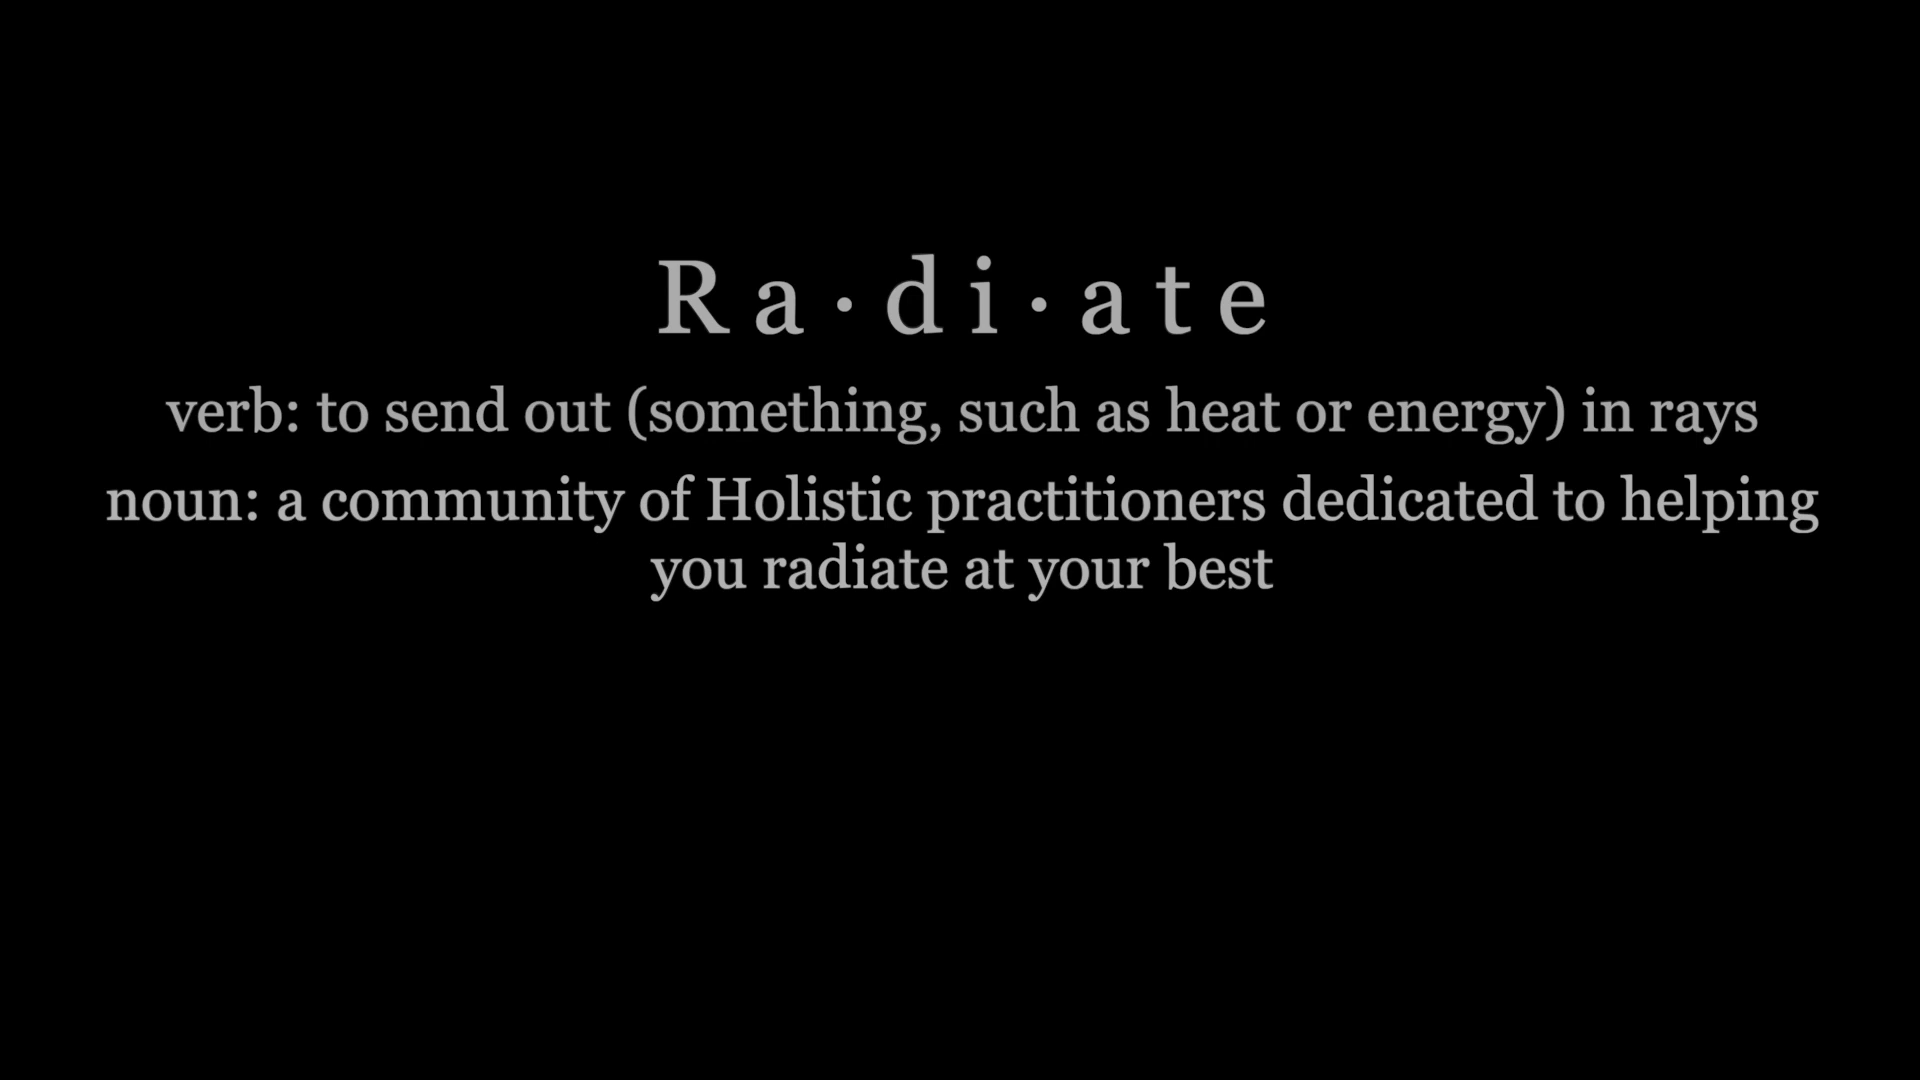 Ra·di·ate
verb: to send out (something, such as heat or energy) in rays
noun: a community of Holistic practitioners dedicated to helping
you radiate at your best